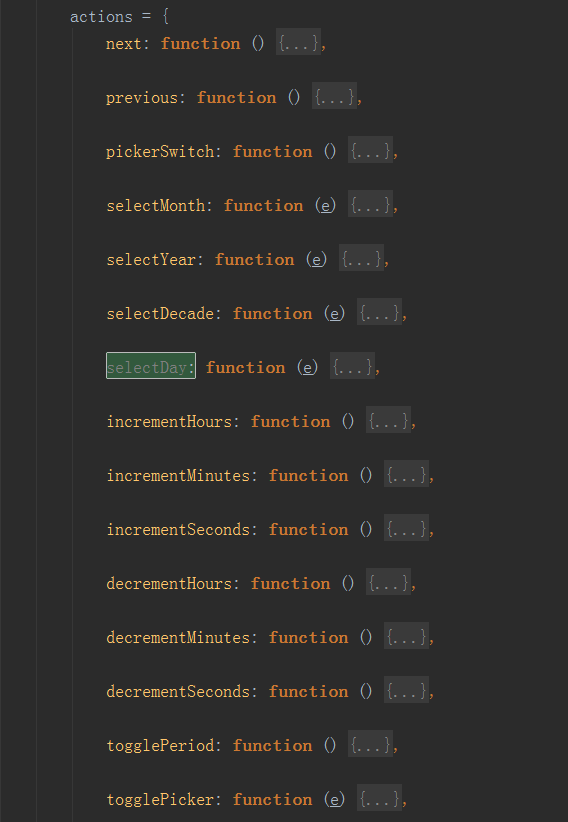 actions = {
next: function () {...},
previous: function () {...},
pickerSwitch: function () {...},
selectMonth: function (e) {...},
selectYear: function (e) {...},
selectDecade: function (e) {...},
selectDay: function (e) {...},
incrementHours: function () {...},
incrementMinutes: function () {...},
incrementSeconds: function () {...},
decrementHours: function () {...},
decrementMinutes: function () {...},
decrementSeconds: function () {...},
togglePeriod: function () {...},
togglePicker: function (e) {...},